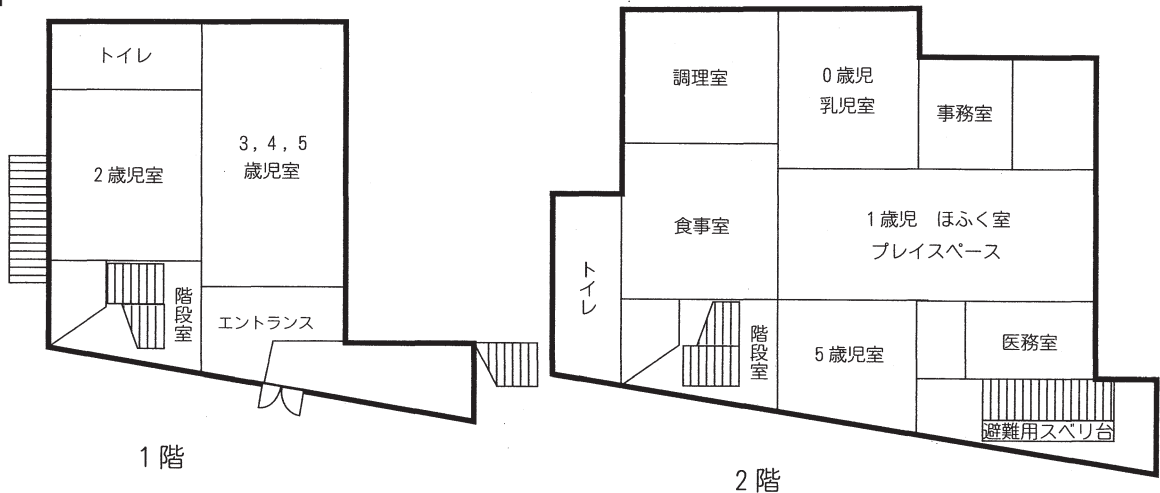 トイレ
2歳児室
3,4,5
歳児室
階段室
エントランス
1階
調理室
0歳児
乳児室
事務室
食事室
1歳児 ほふく室
プレイスペース
トイレ
階段室
5歳児室
医務室
避難用スベリ台
2階